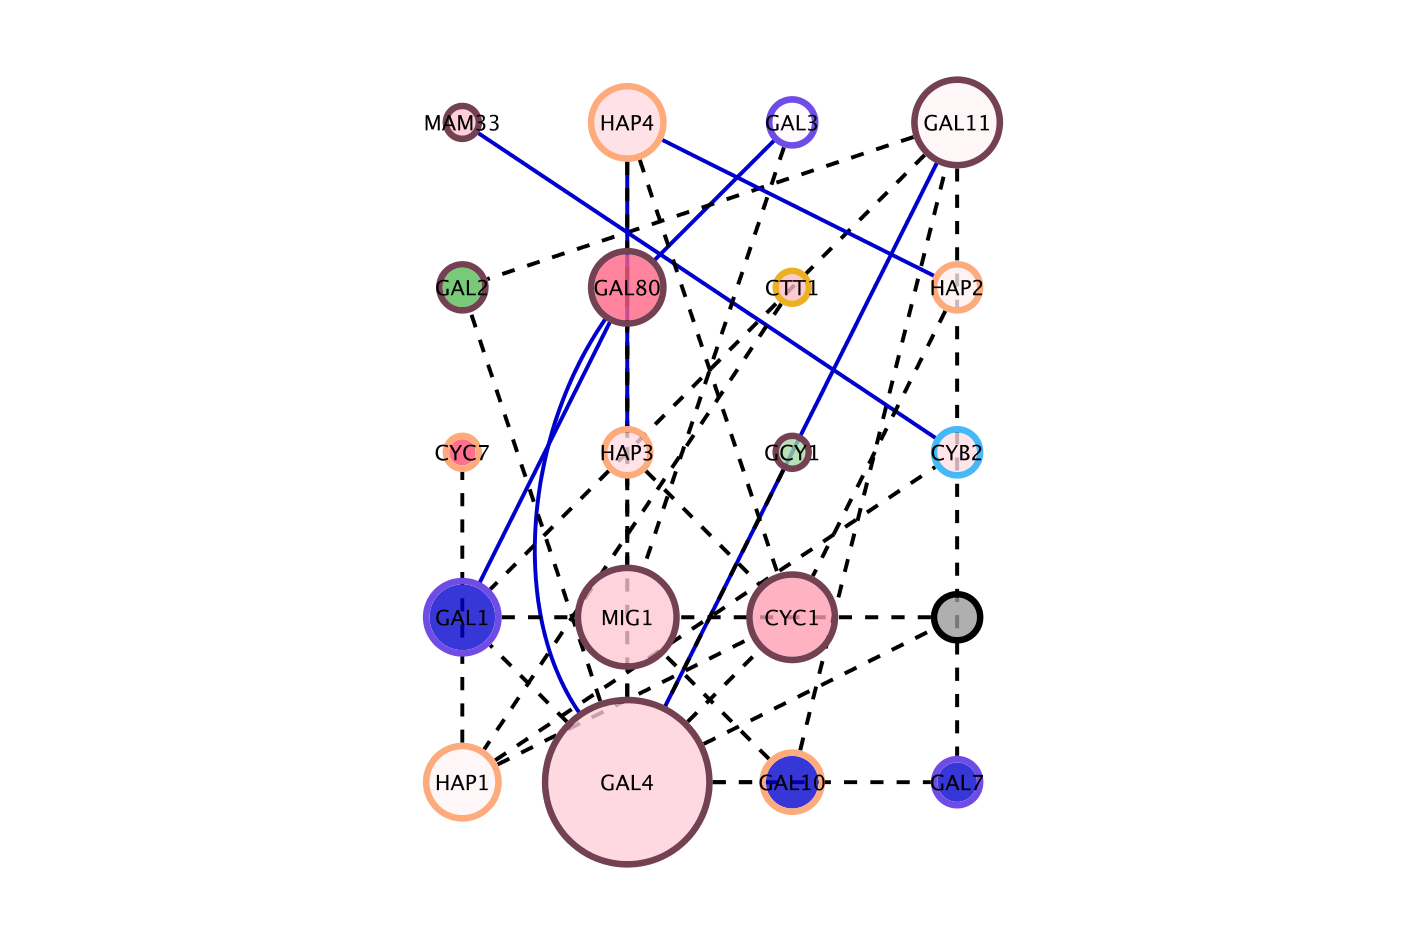 MAM33 HAP4 GAL3 GAL11
GAL2 GAL80 CTT1 HAP2
CYC7 HAP3 GCY1 CYB2
GAL1 MIG1 CYC1
HAP1 GAL4 GAL10 GAL7